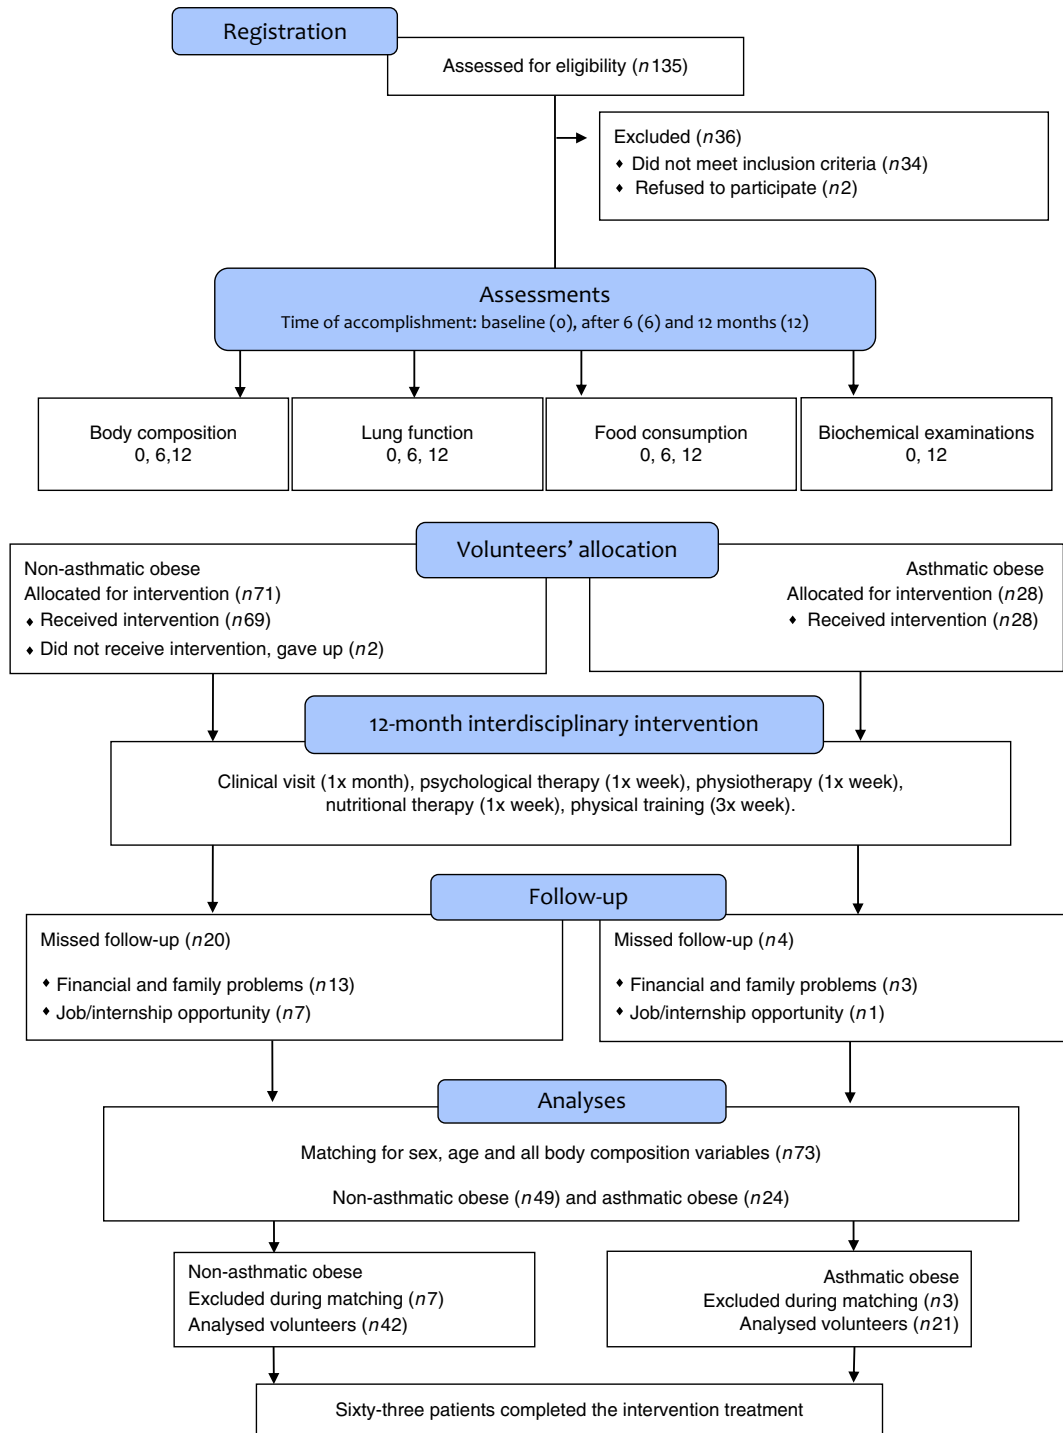 Registration
Assessed for eligibility (n135)
Excluded (n36)
♦ Did not meet inclusion criteria (n34)
♦ Refused to participate (n2)
Assessments
Time of accomplishment: baseline (0), after 6 (6) and 12 months (12)
Body composition
0, 6,12
Lung function
0, 6, 12
Food consumption
0, 6, 12
Biochemical examinations
0, 12
Volunteers’ allocation
Non-asthmatic obese
Allocated for intervention (n71)
♦ Received intervention (n69)
♦ Did not receive intervention, gave up (n2)
Asthmatic obese
Allocated for intervention (n28)
♦ Received intervention (n28)
12-month interdisciplinary intervention
Clinical visit (1x month), psychological therapy (1x week), physiotherapy (1x week),
nutritional therapy (1x week), physical training (3x week).
Follow-up
Missed follow-up (n20)
♦ Financial and family problems (n13)
♦ Job/internship opportunity (n7)
Missed follow-up (n4)
♦ Financial and family problems (n3)
♦ Job/internship opportunity (n1)
Analyses
Matching for sex, age and all body composition variables (n73)
Non-asthmatic obese (n49) and asthmatic obese (n24)
Non-asthmatic obese
Excluded during matching (n7)
Analysed volunteers (n42)
Asthmatic obese
Excluded during matching (n3)
Analysed volunteers (n21)
Sixty-three patients completed the intervention treatment